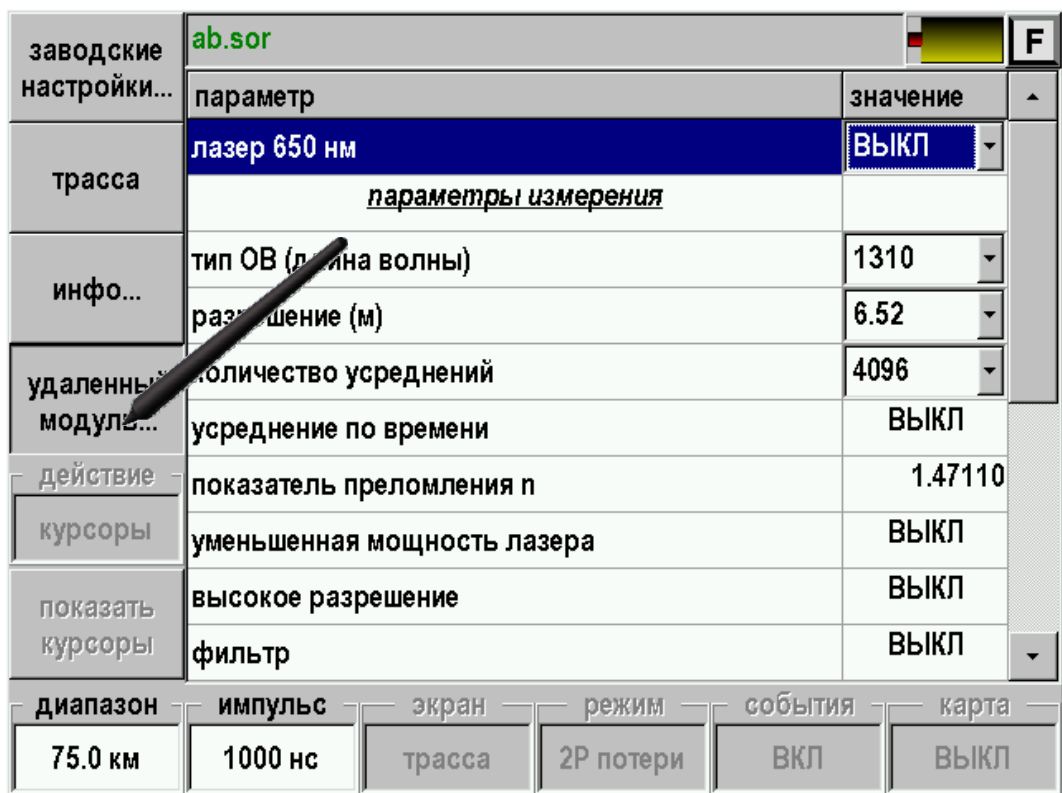 заводские
настройки...
ab.sor
F
параметр
значение
лазер 650 нм
ВЫКЛ
трасса
параметры измерения
тип ОВ (длина волны)
1310
инфо...
разрешение (м)
6.52
удаленный
модуль...
количество усреднений
4096
усреднение по времени
ВЫКЛ
действие
курсоры
показатель преломления n
1.47110
уменьшенная мощность лазера
ВЫКЛ
показать
курсоры
высокое разрешение
ВЫКЛ
фильтр
ВЫКЛ
диапазон
импульс
экран
режим
события
карта
75.0 км
1000 нс
трасса
2P потери
ВКЛ
ВЫКЛ